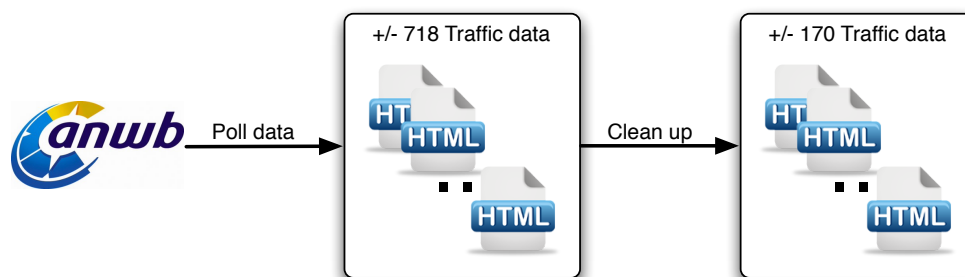 +/- 718 Traffic data
+/- 170 Traffic data
HT
HTML
HTML
HT
HTML
HTML
anwb
Poll data
Clean up